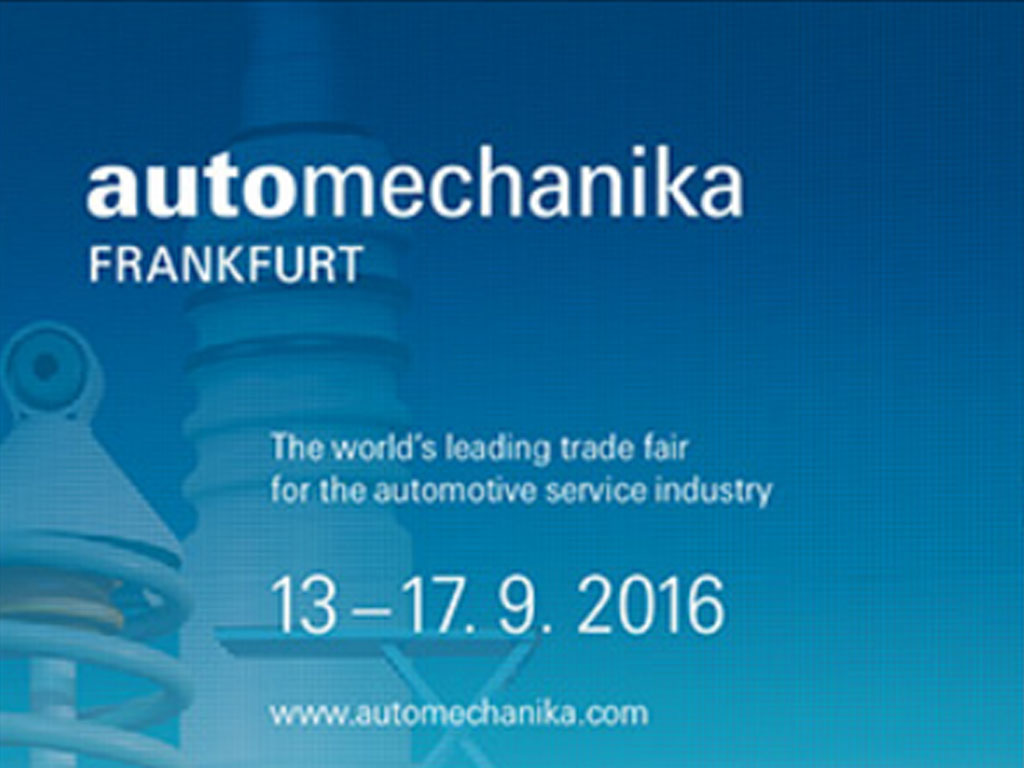 automechanika
FRANKFURT
The world's leading trade fair
for the automotive service industry
13 – 17. 9. 2016
www.automechanika.com